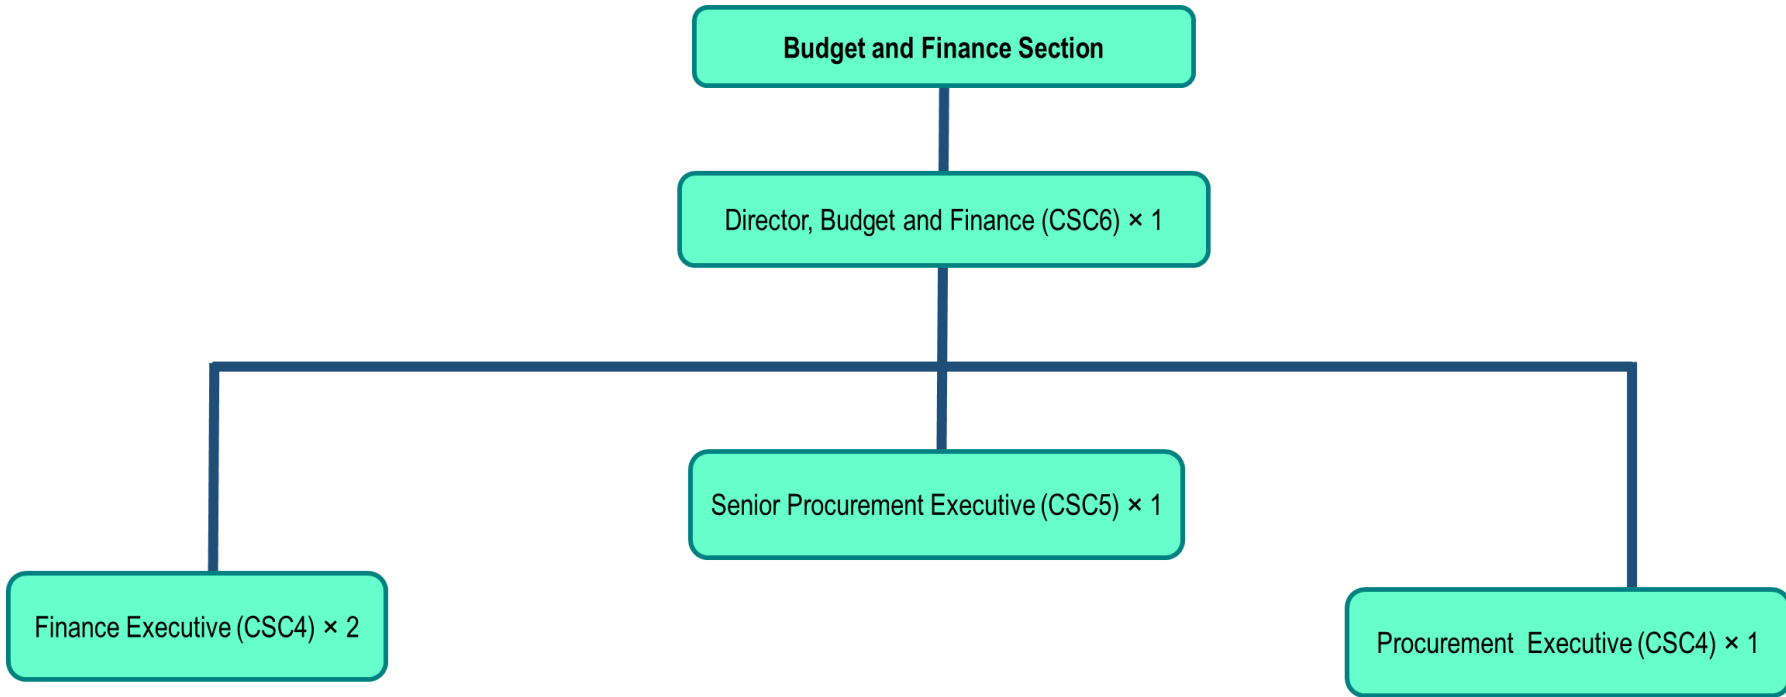 Budget and Finance Section
Director, Budget and Finance (CSC6) × 1
Senior Procurement Executive (CSC5) × 1
Finance Executive (CSC4) × 2
Procurement Executive (CSC4) × 1